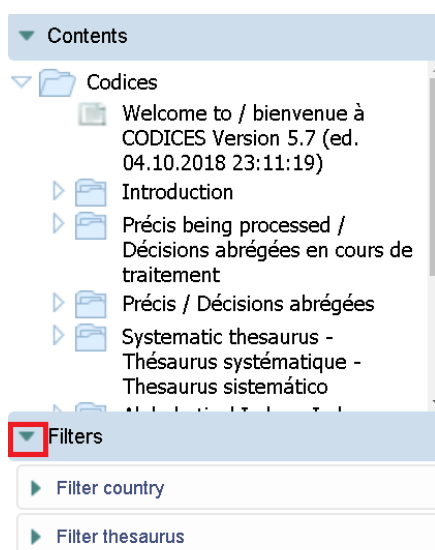 Contents
Codices
Welcome to / bienvenue à
CODICES Version 5.7 (ed.
04.10.2018 23:11:19)
Introduction
Précis being processed /
Décisions abrégées en cours de
traitement
Précis / Décisions abrégées
Systematic thesaurus -
Thésaurus systématique -
Thesaurus sistemático
Filters
Filter country
Filter thesaurus